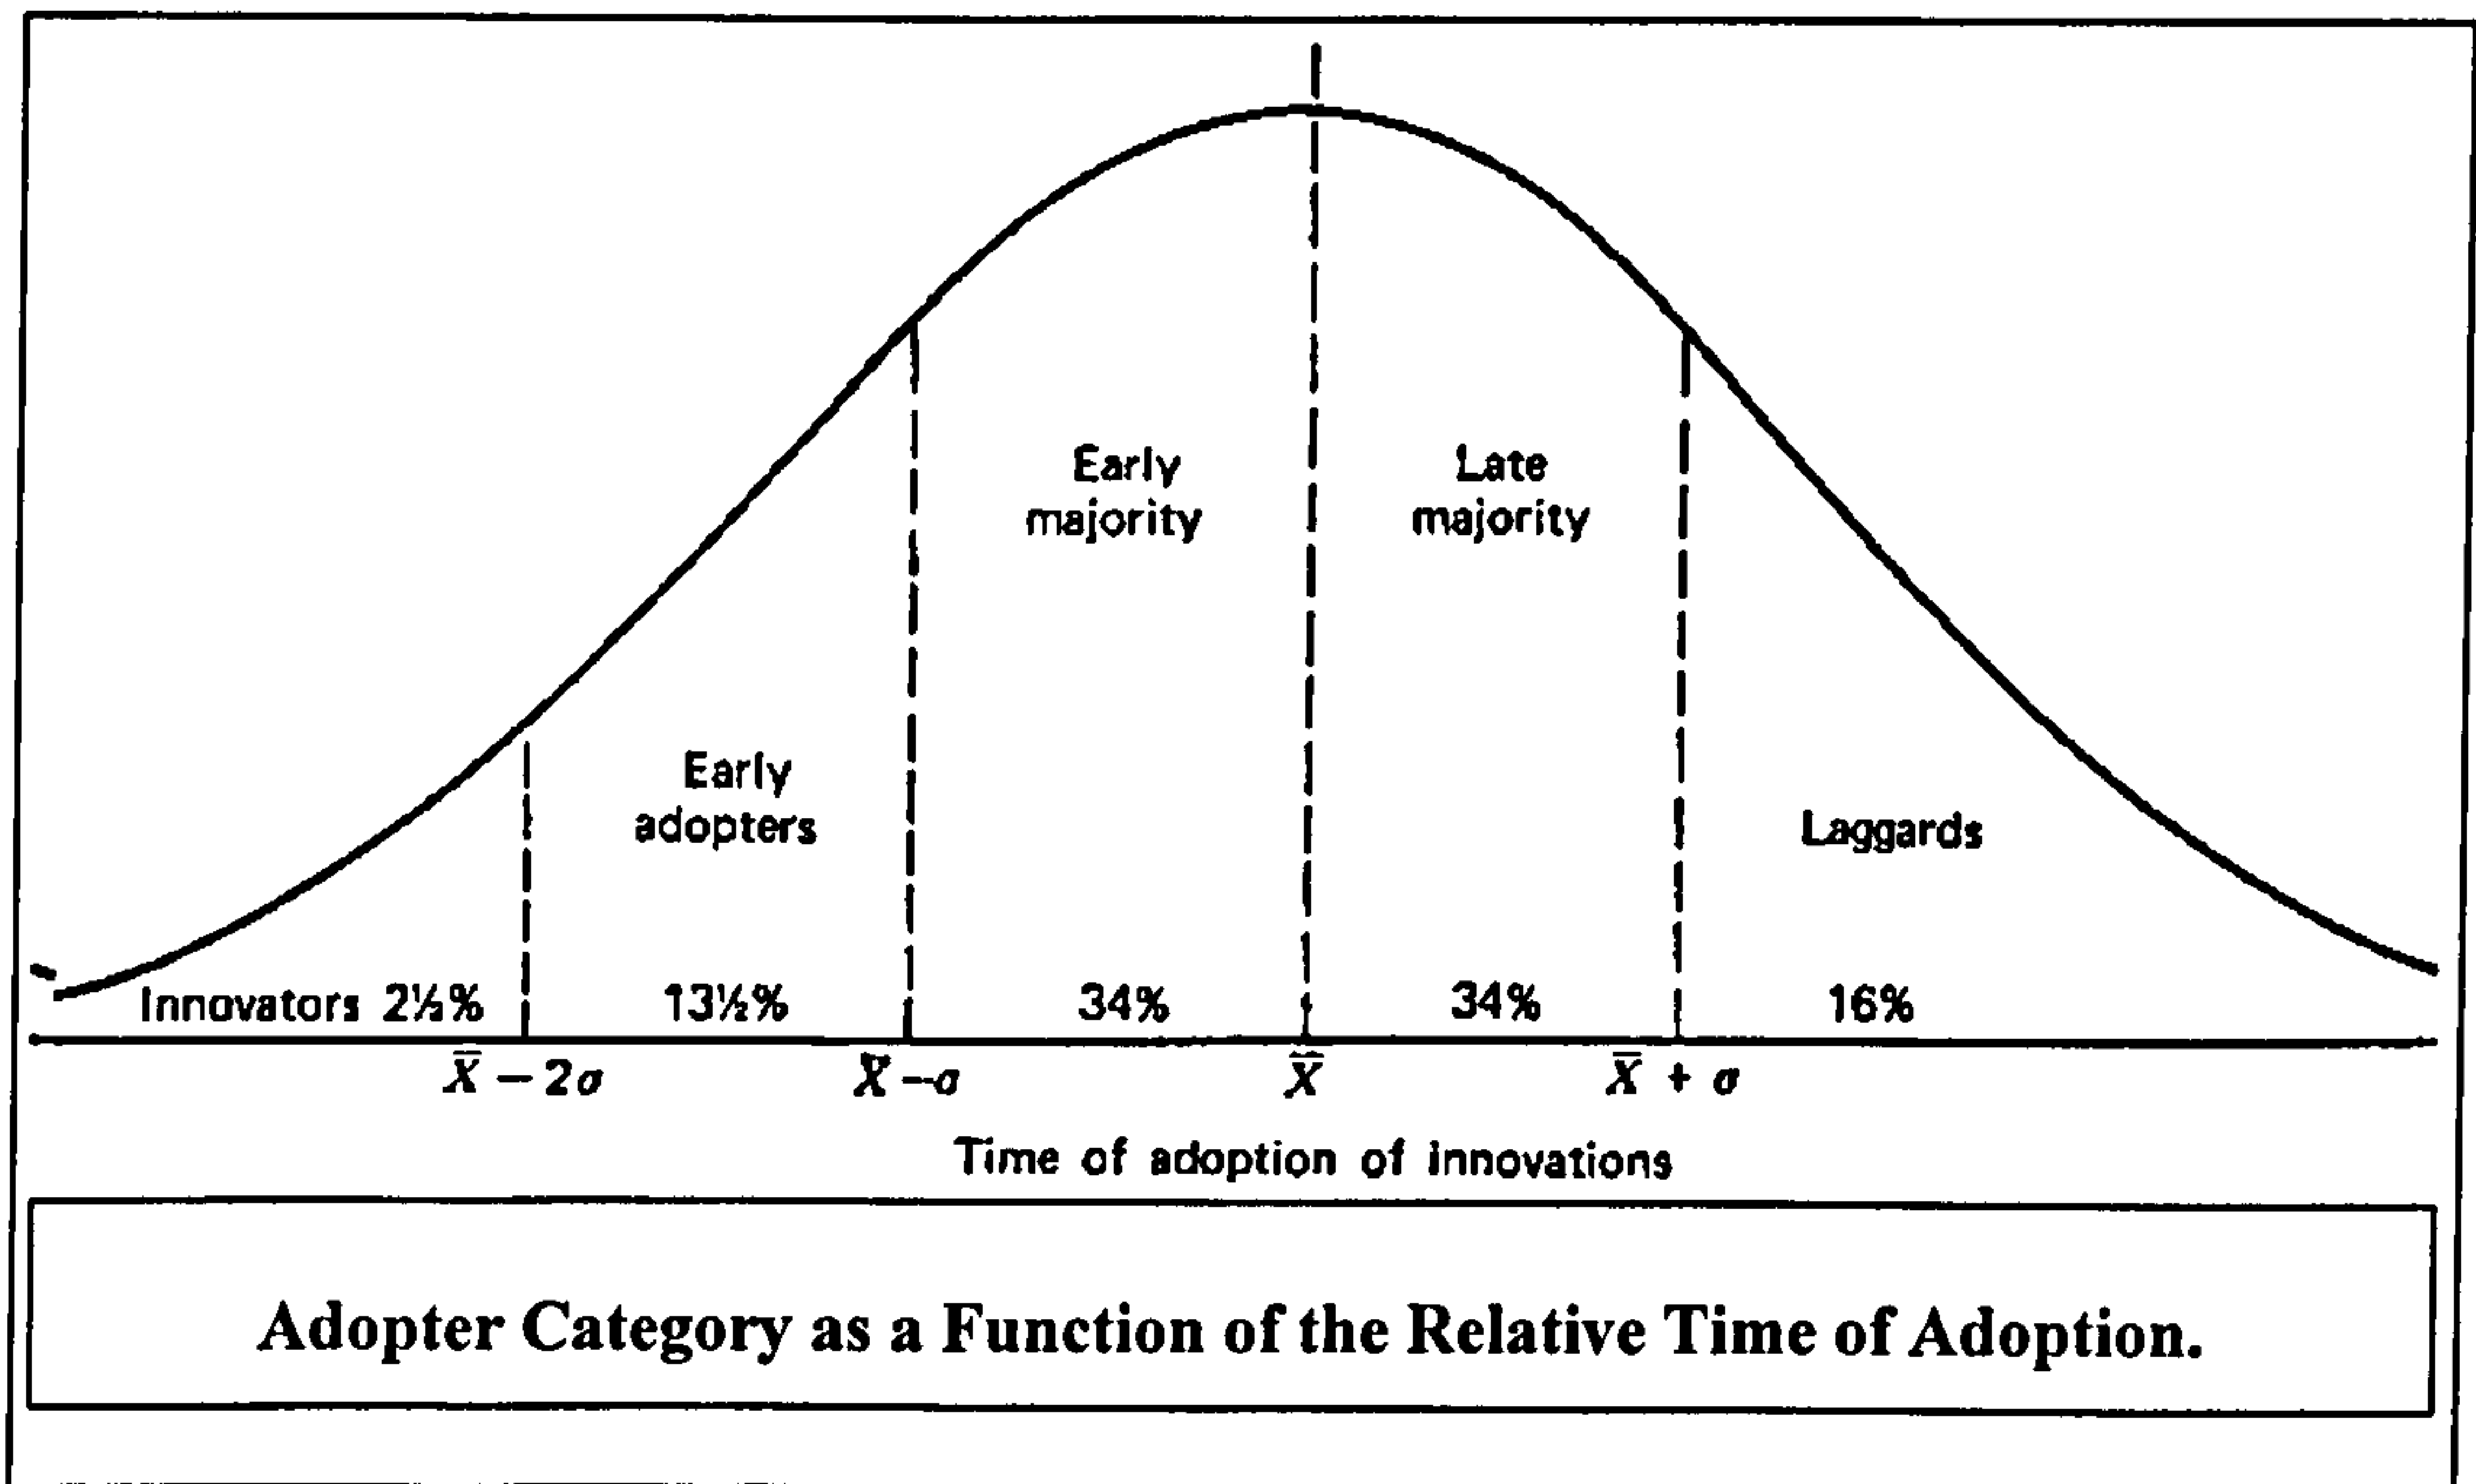 Early
majority
Late
majority
Early
adopters
Laggards
Innovators 2½% 13½% 34% 34% 16%
X̅ – 2σ X̅ –σ X̅ X̅ + σ
Time of adoption of innovations
Adopter Category as a Function of the Relative Time of Adoption.